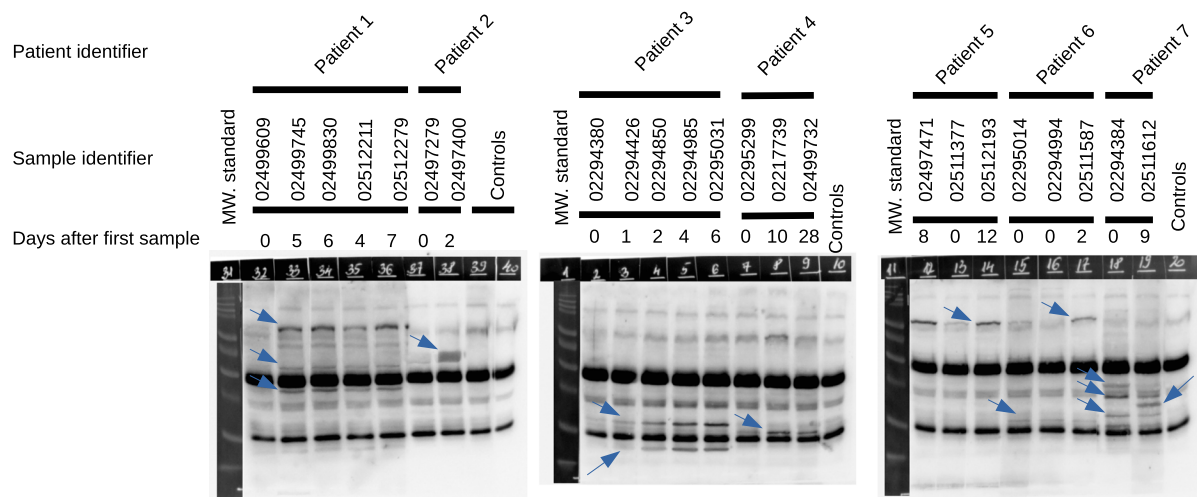 Patient identifier
Patient 1
Patient 2
Patient 3
Patient 4
Patient 5
Patient 6
Patient 7
Sample identifier
MW. standard
02499609
02499745
02499830
02512211
02512279
02497279
02497400
Controls
MW. standard
02294380
02294426
02294850
02294985
02295031
02295299
02217739
02499732
Controls
MW. standard
02497471
02511377
02512193
02295014
02294994
02511587
02294384
02511612
Controls
Days after first sample
0 5 6 4 7 0 2
0 1 2 4 6 0 10 28
8 0 12 0 0 2 0 9
31 32 33 34 35 36 37 38 39 40
1 2 3 4 5 6 7 8 9 10
11 12 13 14 15 16 17 18 19 20